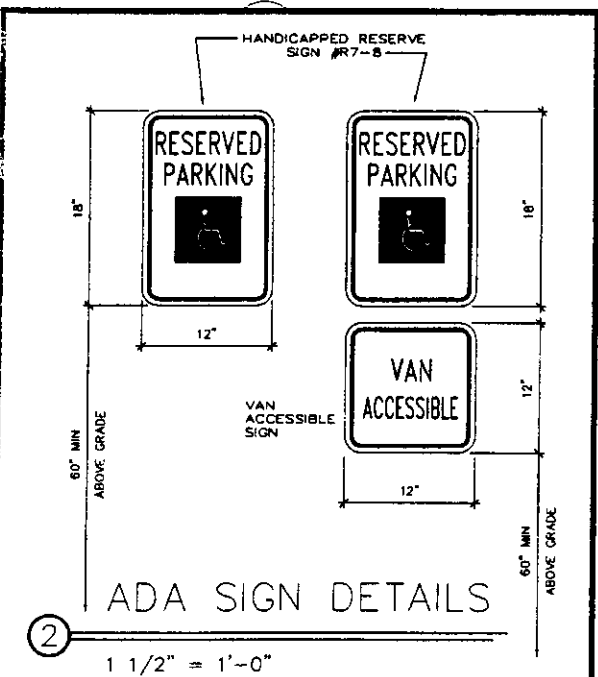 HANDICAPPED RESERVE
SIGN #R7-8
RESERVED
PARKING
RESERVED
PARKING
18"
18"
12"
VAN
ACCESSIBLE
VAN
ACCESSIBLE
SIGN
12"
12"
60" MIN
ABOVE GRADE
60" MIN
ABOVE GRADE
ADA SIGN DETAILS
2
1 1/2" = 1'-0"